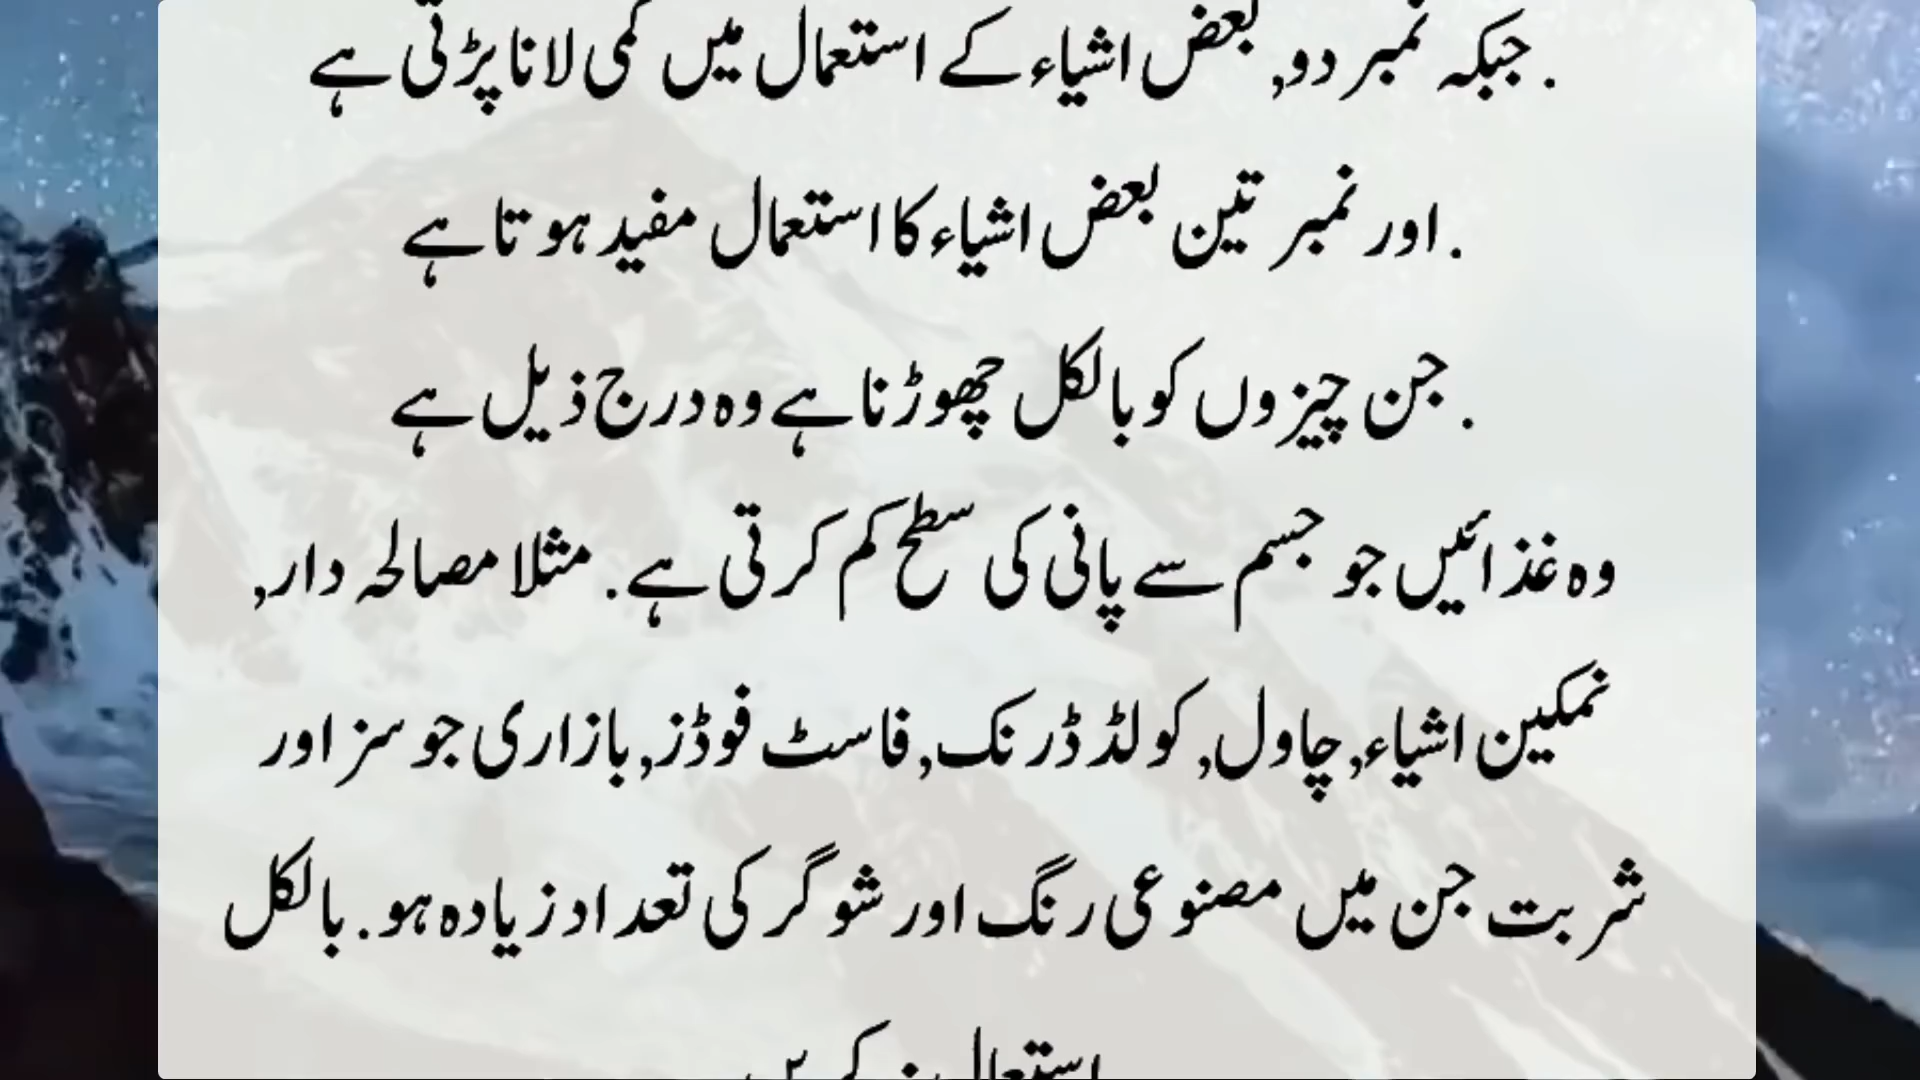 . جبکہ نمبر دو, بعض اشیاء کے استعمال میں کمی لانا پڑتی ہے
. اور نمبر تین بعض اشیاء کا استعمال مفید ہوتا ہے
. جن چیزوں کو بالکل چھوڑنا ہے وہ درج ذیل ہے
وہ غذائیں جو جسم سے پانی کی سطح کم کرتی ہے. مثلا مصالحہ دار,
نمکین اشیاء, چاول, کولڈ ڈرنک, فاسٹ فوڈز, بازاری جوسز اور
شربت جن میں مصنوعی رنگ اور شوگر کی تعداد زیادہ ہو. بالکل
استعمال نہ کریں